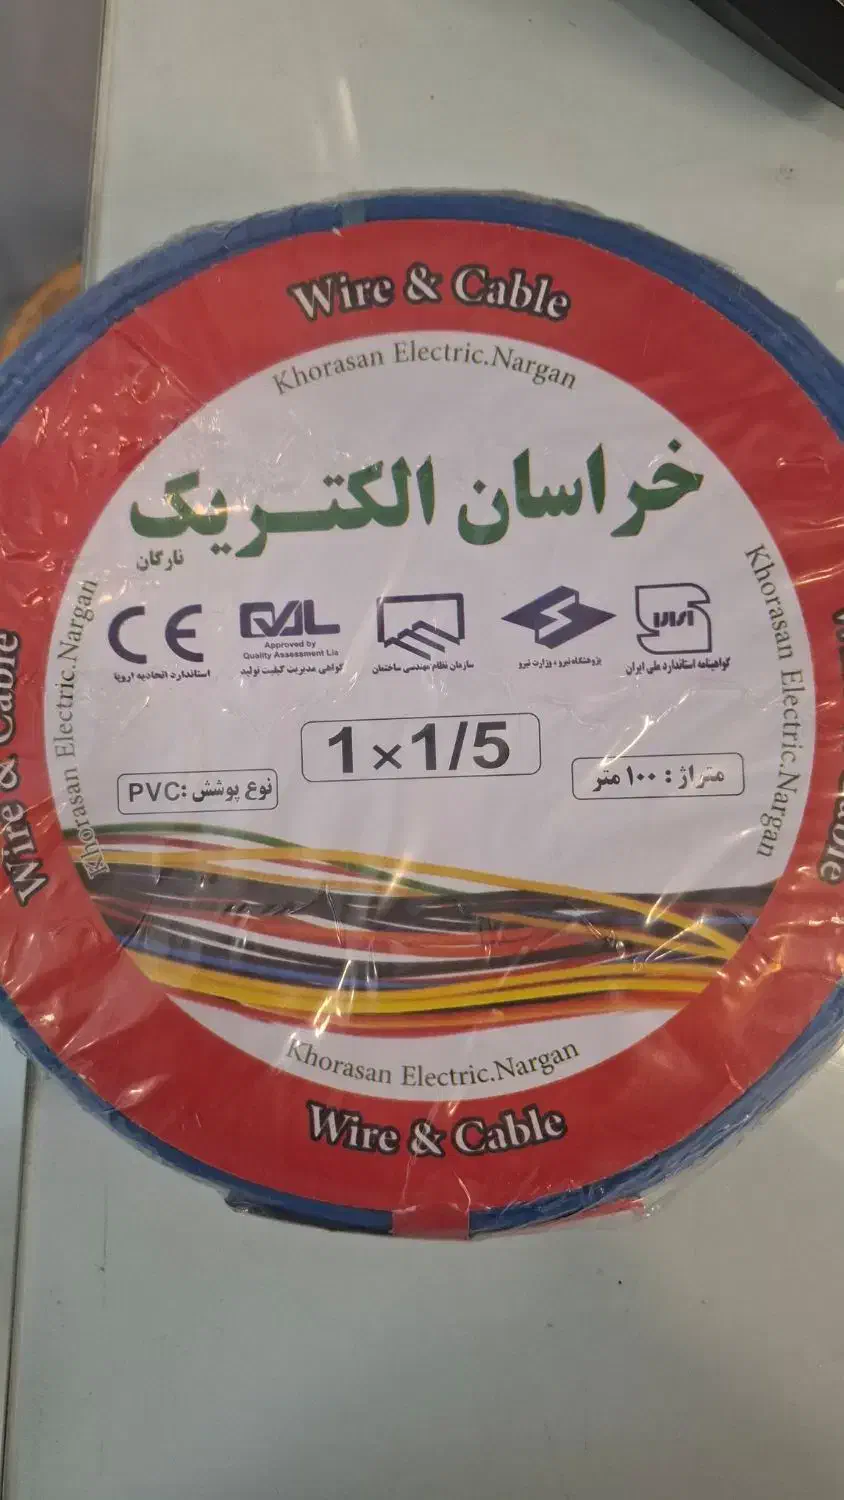 Wire & Cable
Khorasan Electric.Nargan
خراسان الکتریک
نارگان
گواهینامه استاندارد ملی ایران
پژوهشگاه نیرو، وزارت نیرو
سازمان نظام مهندسی ساختمان
QAL
Approved by
Quality Assessment Lia
گواهی مدیریت کیفیت تولید
CE
استاندارد اتحادیه اروپا
1×1/5
متراژ : ۱۰۰ متر
نوع پوشش :PVC
Khorasan Electric.Nargan
Khorasan Electric.Nargan
Wire & Cable
Khorasan Electric.Nargan
Wire & Cable